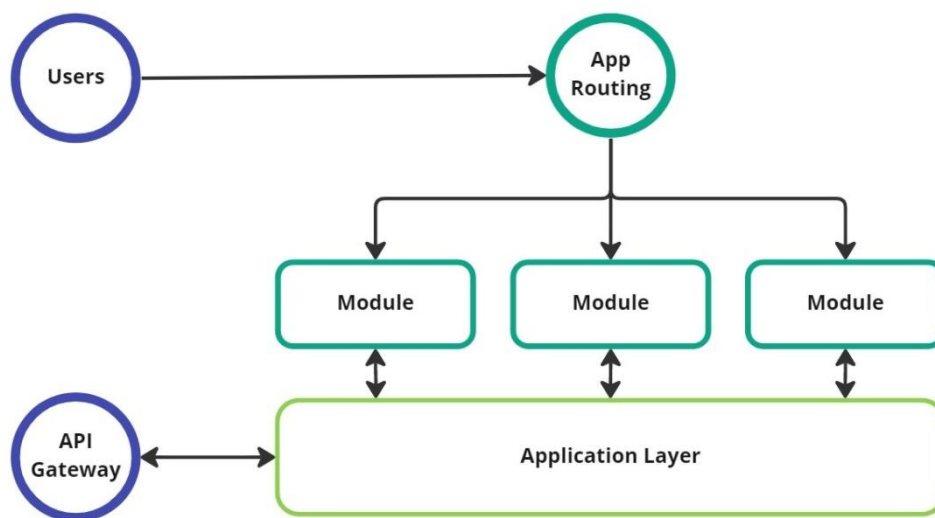 Users
App
Routing
Module
Module
Module
API
Gateway
Application Layer